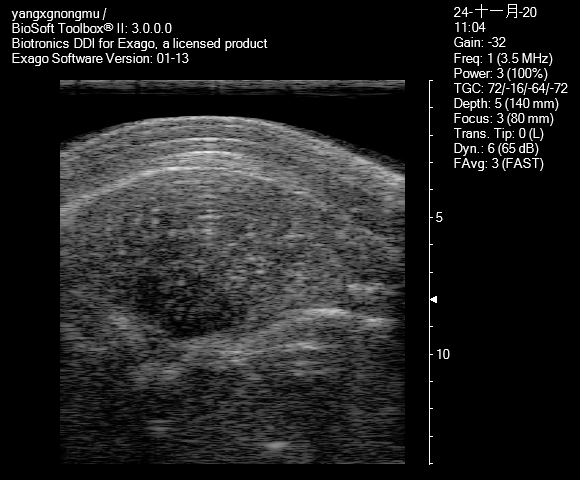 yangxgnongmu /
BioSoft Toolbox® II: 3.0.0.0
Biotronics DDI for Exago, a licensed product
Exago Software Version: 01-13
24-十一月-20
11:04
Gain: -32
Freq: 1 (3.5 MHz)
Power: 3 (100%)
TGC: 72/-16/-64/-72
Depth: 5 (140 mm)
Focus: 3 (80 mm)
Trans. Tip: 0 (L)
Dyn.: 6 (65 dB)
FAvg: 3 (FAST)
5
10